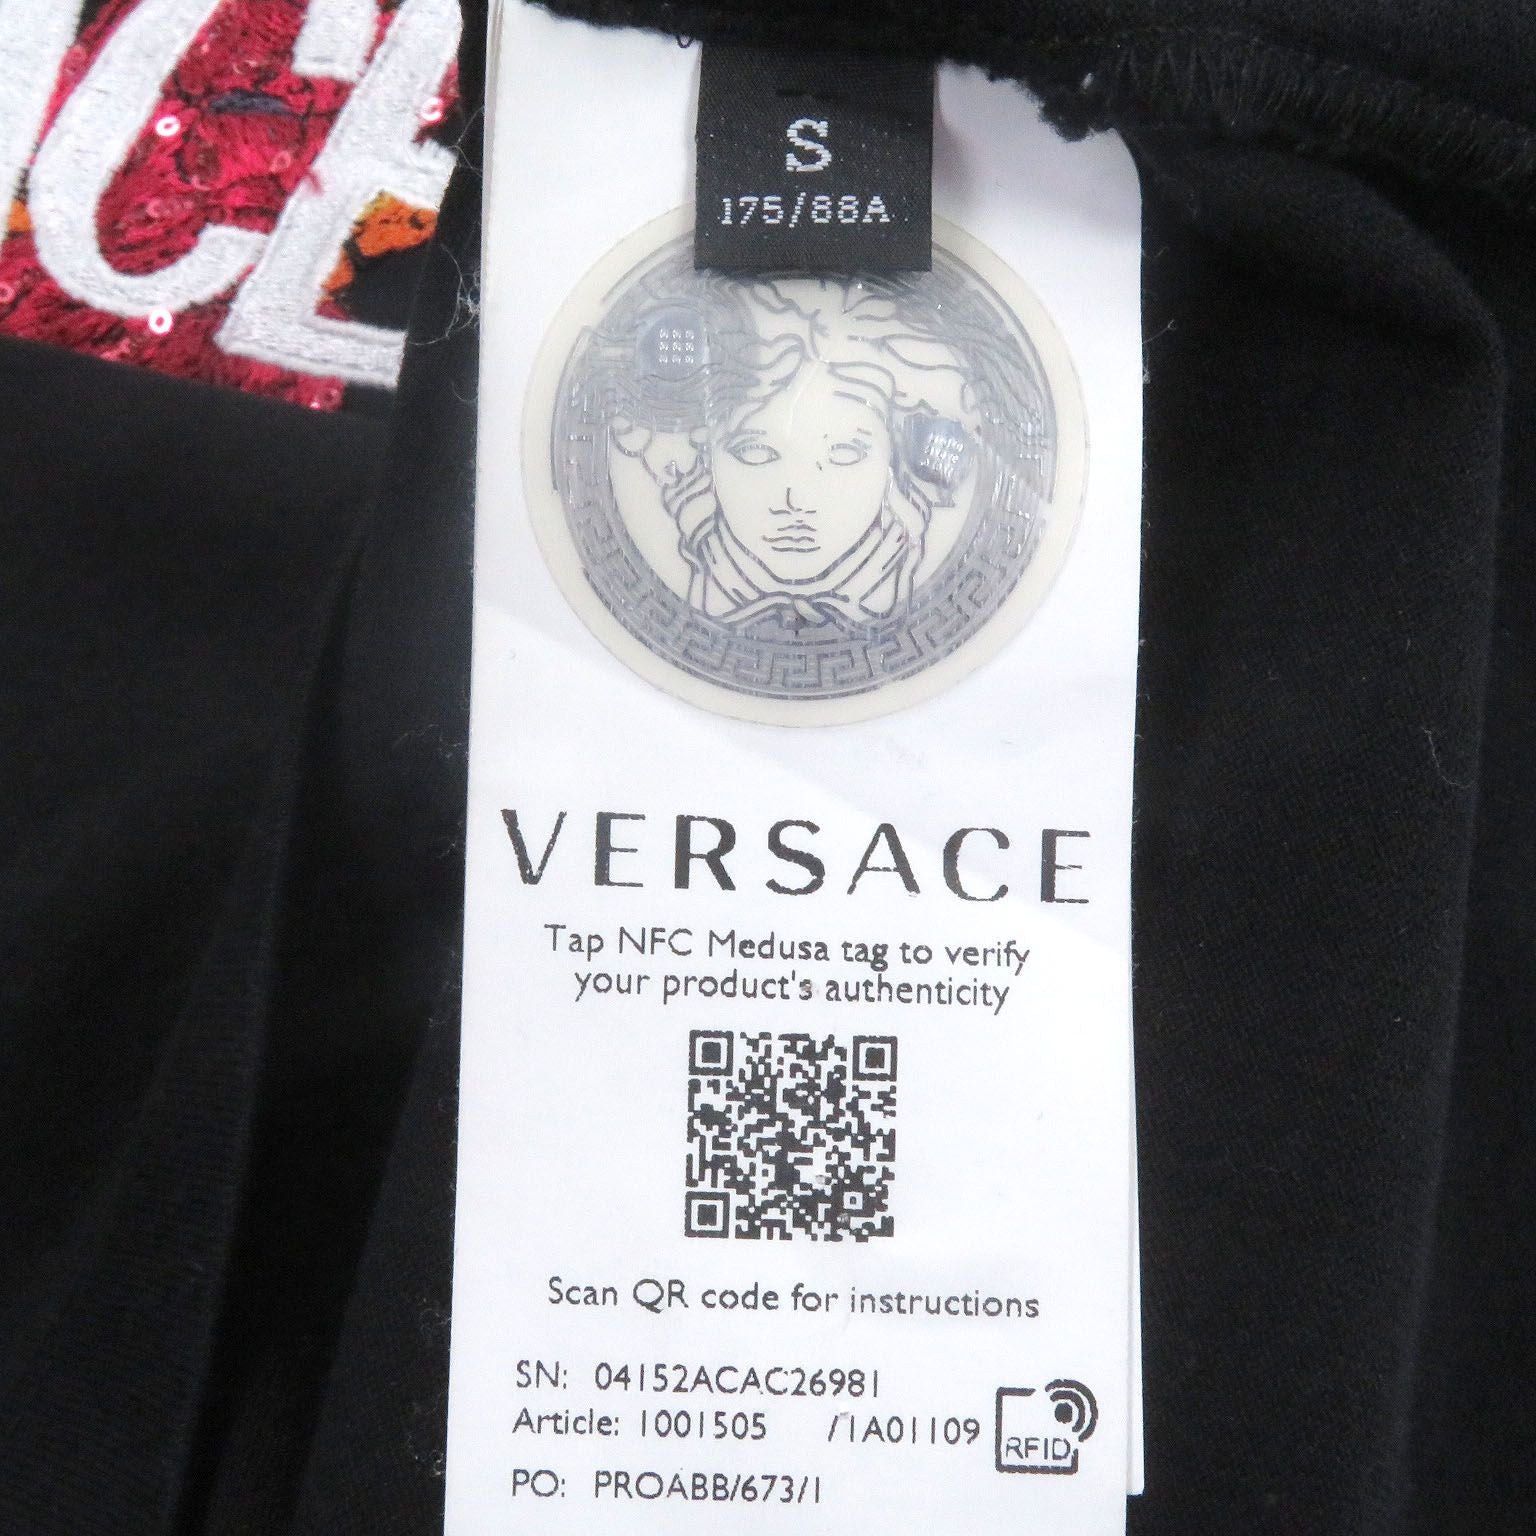 CE
S
175/88A
VERSACE
Tap NFC Medusa tag to verify
your product's authenticity
Scan QR code for instructions
SN: 04152ACAC26981
Article: 1001505 /1A01109
RFID
PO: PROABB/673/1